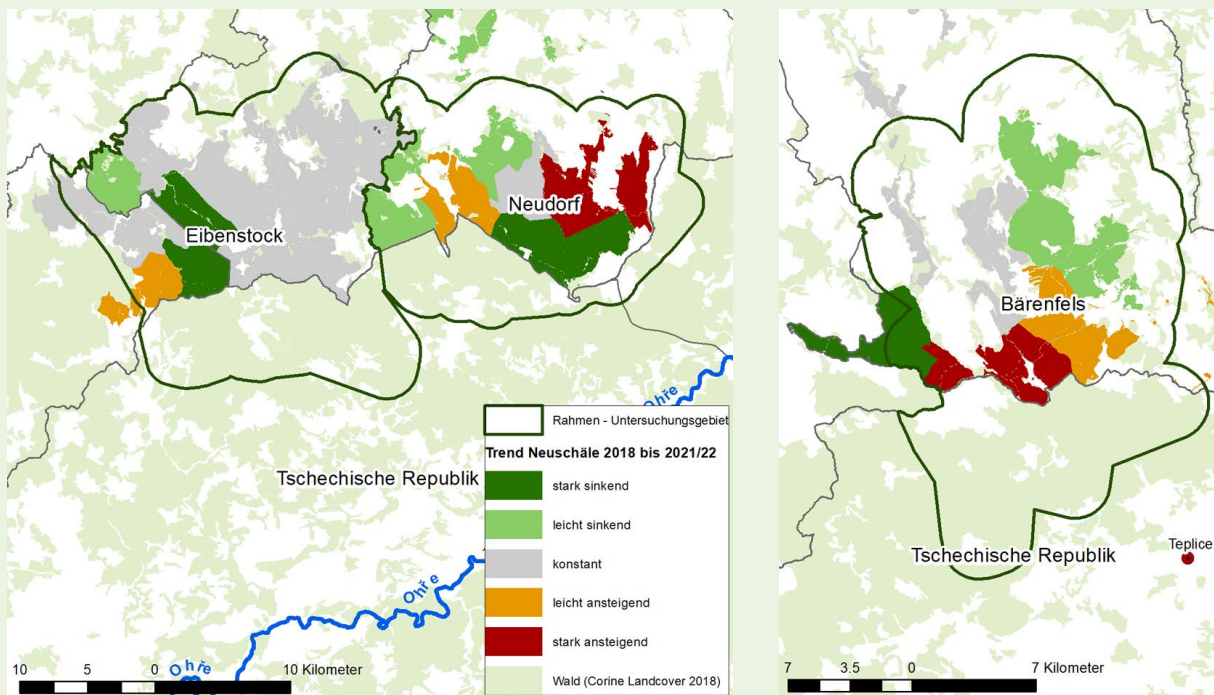 Eibenstock
Neudorf
Tschechische Republik
Ohře
Ohře
Ohře
10 5 0 10 Kilometer
Rahmen - Untersuchungsgebiet
Trend Neuschäle 2018 bis 2021/22
stark sinkend
leicht sinkend
konstant
leicht ansteigend
stark ansteigend
Wald (Corine Landcover 2018)
Bärenfels
Tschechische Republik
Teplice
7 3.5 0 7 Kilometer